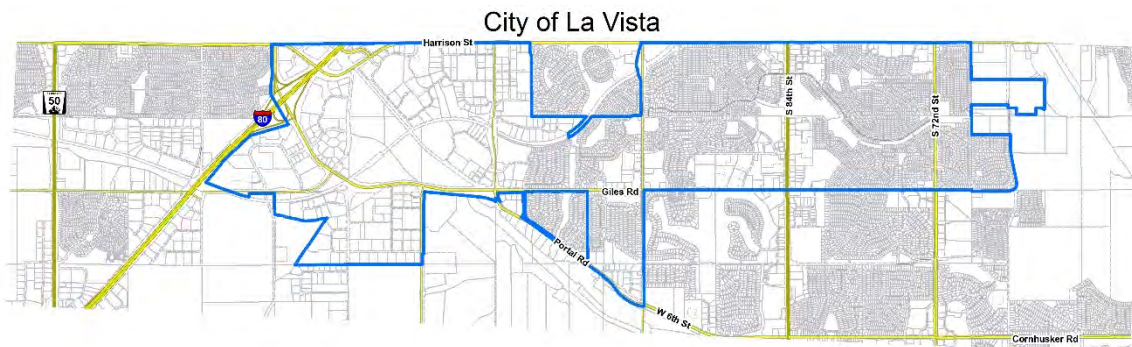 City of La Vista
Harrison St
50
80
S 84th St
S 72nd St
Giles Rd
Portal Rd
W 6th St
Cornhusker Rd